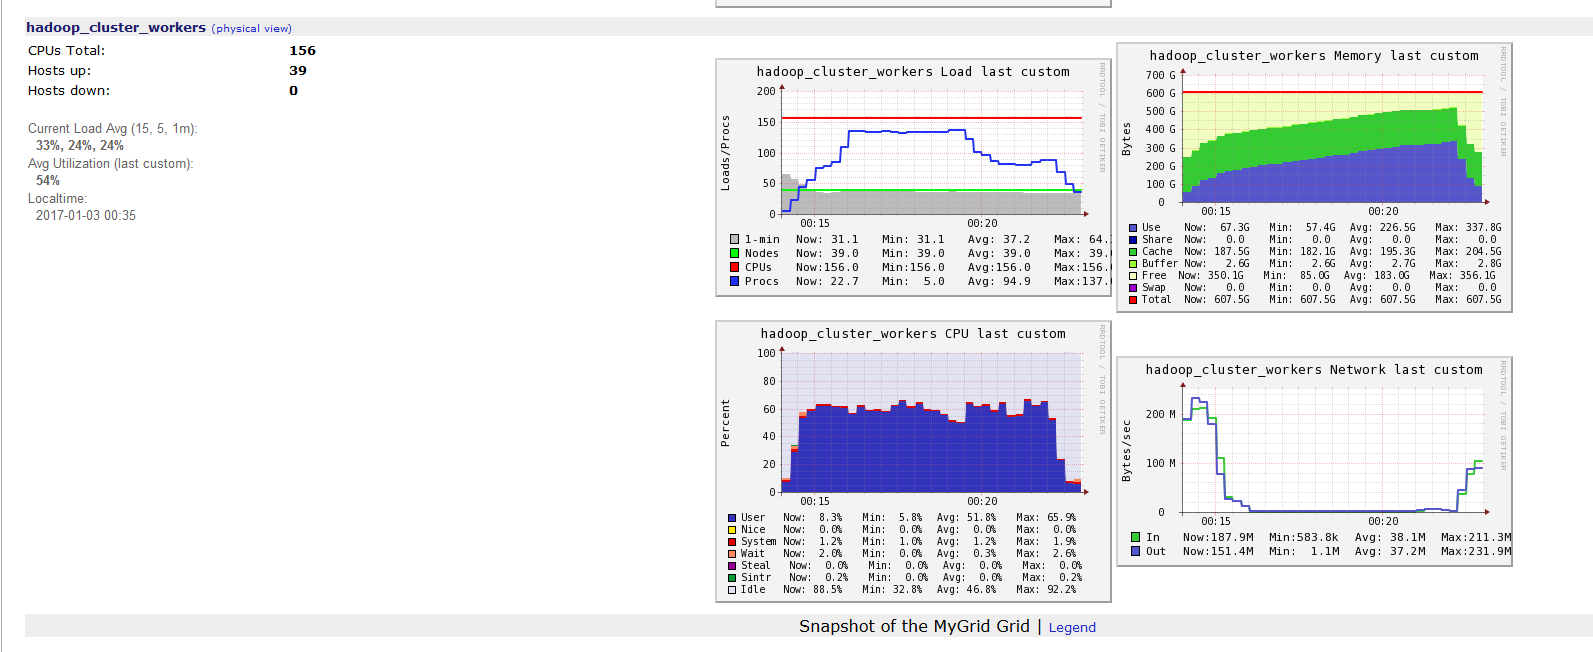 hadoop_cluster_workers (physical view)
CPUs Total: 156
Hosts up: 39
Hosts down: 0
Current Load Avg (15, 5, 1m):
33%, 24%, 24%
Avg Utilization (last custom):
54%
Localtime:
2017-01-03 00:35
hadoop_cluster_workers Load last custom
RRDTOOL / TOBI OETIKER
Loads/Procs
200
150
100
50
0
00:15 00:20
1-min Now: 31.1 Min: 31.1 Avg: 37.2 Max: 64.
Nodes Now: 39.0 Min: 39.0 Avg: 39.0 Max: 39.
CPUs Now:156.0 Min:156.0 Avg:156.0 Max:156.
Procs Now: 22.7 Min: 5.0 Avg: 94.9 Max:137.
hadoop_cluster_workers Memory last custom
RRDTOOL / TOBI OETIKER
Bytes
700 G
600 G
500 G
400 G
300 G
200 G
100 G
0
00:15 00:20
Use Now: 67.3G Min: 57.4G Avg: 226.5G Max: 337.8G
Share Now: 0.0 Min: 0.0 Avg: 0.0 Max: 0.0
Cache Now: 187.5G Min: 182.1G Avg: 195.3G Max: 204.5G
Buffer Now: 2.6G Min: 2.6G Avg: 2.7G Max: 2.8G
Free Now: 350.1G Min: 85.0G Avg: 183.0G Max: 356.1G
Swap Now: 0.0 Min: 0.0 Avg: 0.0 Max: 0.0
Total Now: 607.5G Min: 607.5G Avg: 607.5G Max: 607.5G
hadoop_cluster_workers CPU last custom
RRDTOOL / TOBI OETIKER
Percent
100
80
60
40
20
0
00:15 00:20
User Now: 8.3% Min: 5.8% Avg: 51.8% Max: 65.9%
Nice Now: 0.0% Min: 0.0% Avg: 0.0% Max: 0.0%
System Now: 1.2% Min: 1.0% Avg: 1.2% Max: 1.9%
Wait Now: 2.0% Min: 0.0% Avg: 0.3% Max: 2.6%
Steal Now: 0.0% Min: 0.0% Avg: 0.0% Max: 0.0%
Sintr Now: 0.2% Min: 0.0% Avg: 0.0% Max: 0.2%
Idle Now: 88.5% Min: 32.8% Avg: 46.8% Max: 92.2%
hadoop_cluster_workers Network last custom
RRDTOOL / TOBI OETIKER
Bytes/sec
200 M
100 M
0
00:15 00:20
In Now:187.9M Min:583.8k Avg: 38.1M Max:211.3M
Out Now:151.4M Min: 1.1M Avg: 37.2M Max:231.9M
Snapshot of the MyGrid Grid | Legend